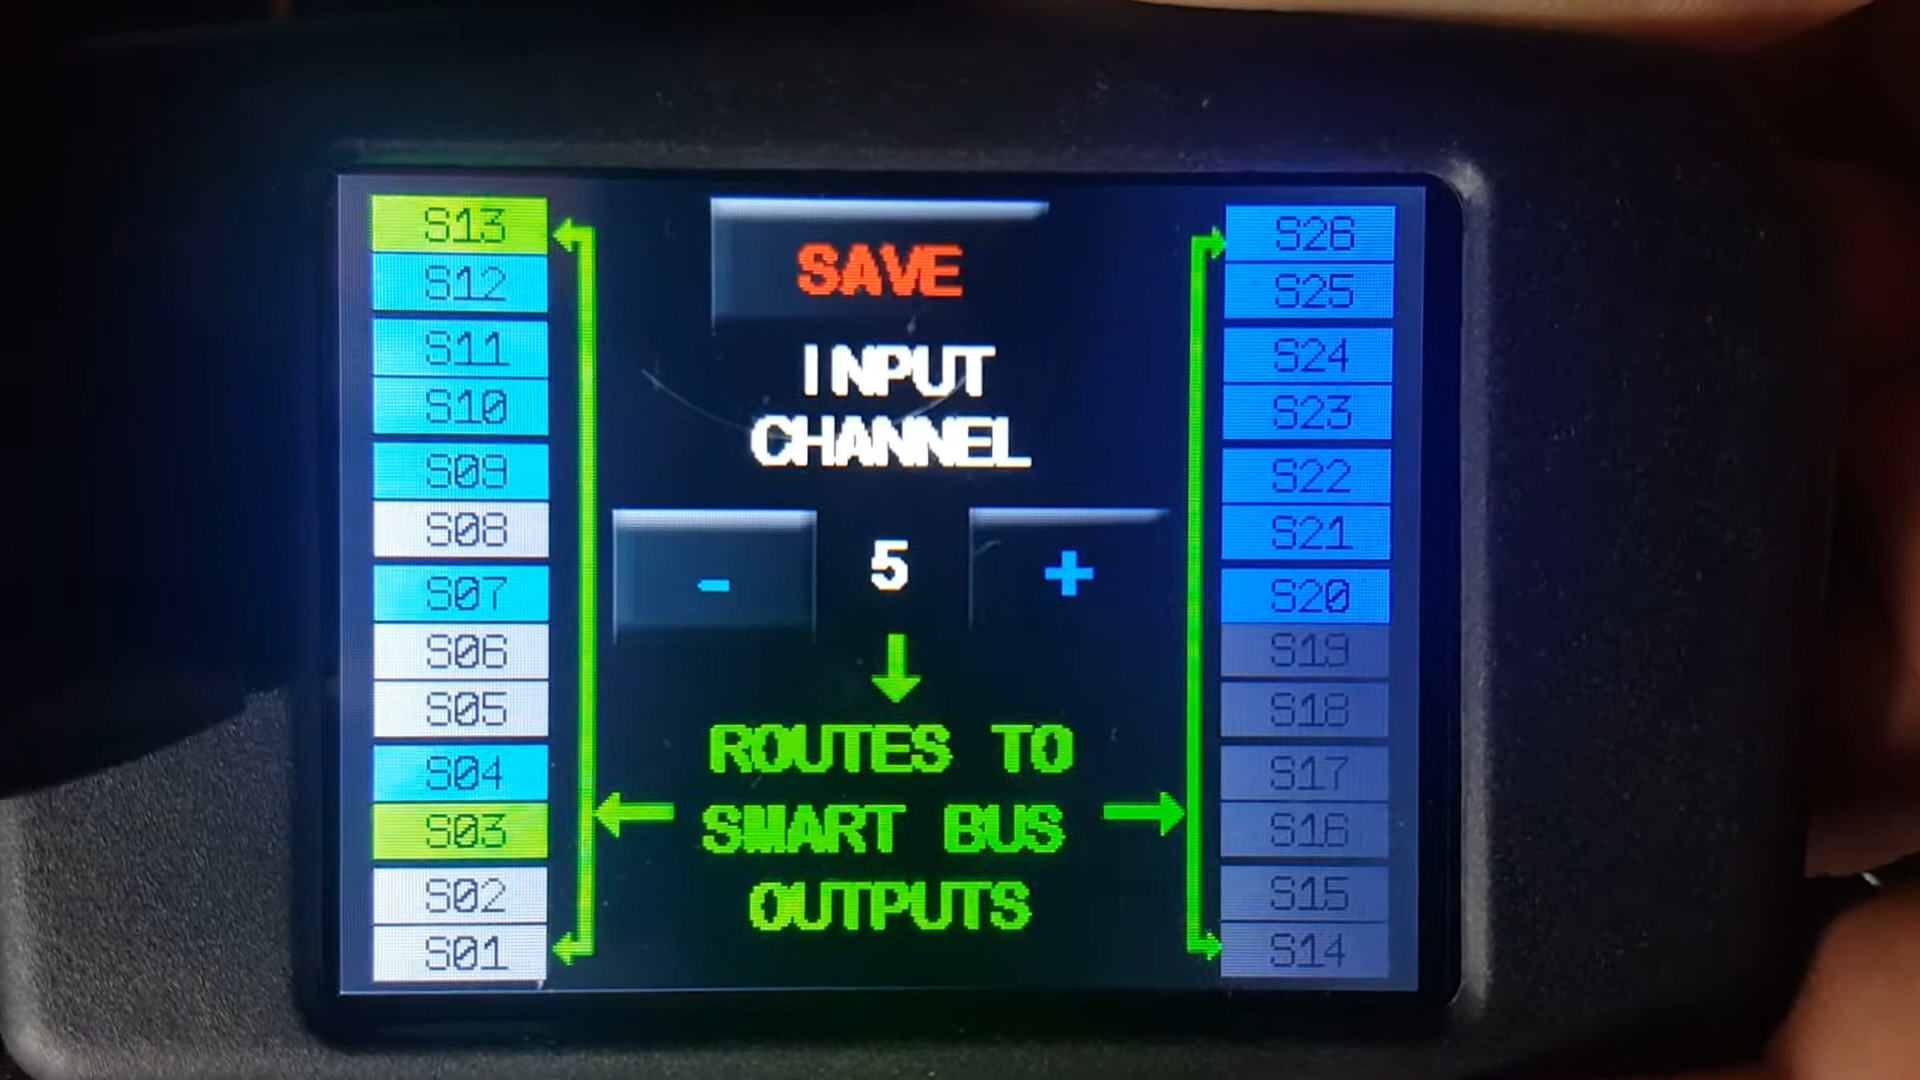 S13
S12
S11
S10
S09
S08
S07
S06
S05
S04
S03
S02
S01
SAVE
INPUT
CHANNEL
- 5 +
ROUTES TO
SMART BUS
OUTPUTS
S26
S25
S24
S23
S22
S21
S20
S19
S18
S17
S16
S15
S14